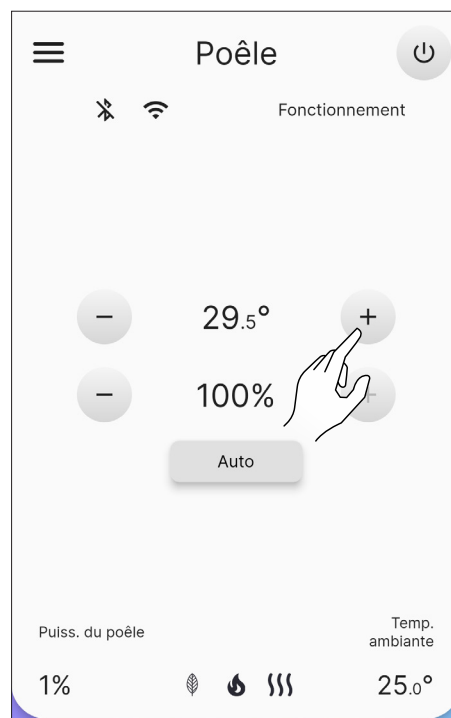 Poêle
Fonctionnement
− 29.5° +
− 100% +
Auto
Puiss. du poêle
Temp.
ambiante
1%
25.0°